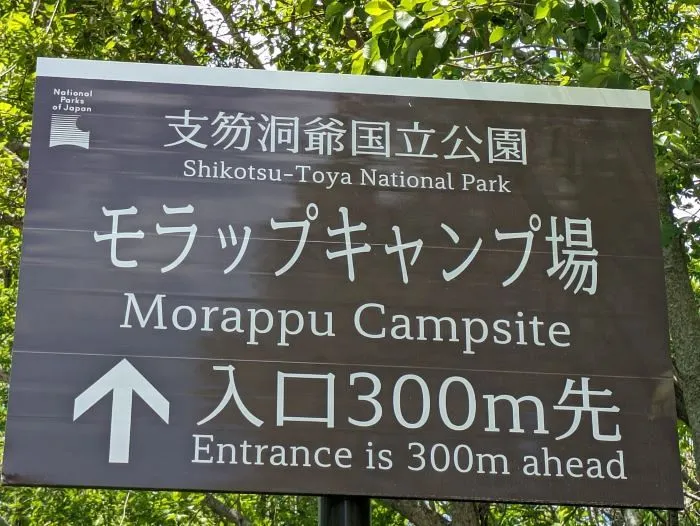 National
Parks
of Japan
支笏洞爺国立公園
Shikotsu-Toya National Park
モラップキャンプ場
Morappu Campsite
入口300m先
Entrance is 300m ahead